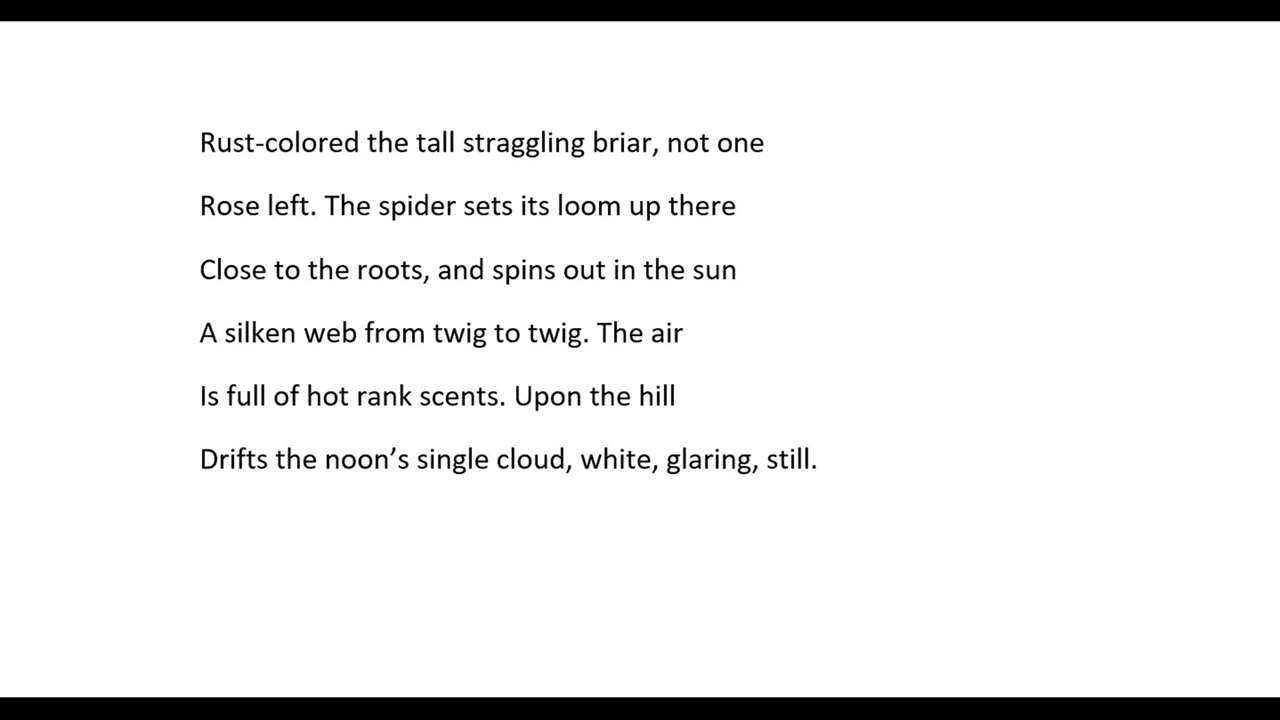 Rust-colored the tall straggling briar, not one
Rose left. The spider sets its loom up there
Close to the roots, and spins out in the sun
A silken web from twig to twig. The air
Is full of hot rank scents. Upon the hill
Drifts the noon’s single cloud, white, glaring, still.